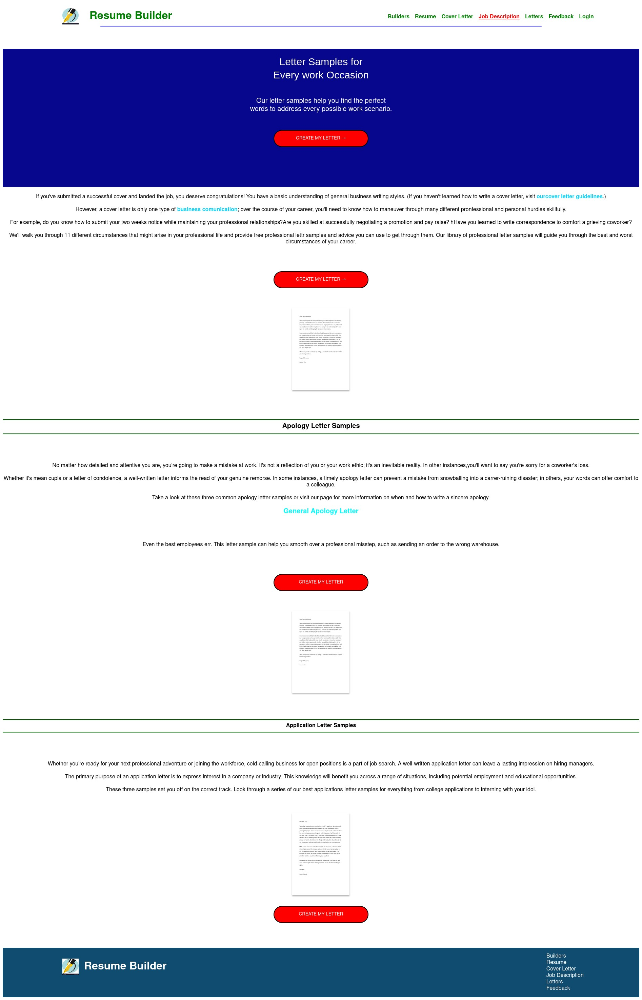 Resume Builder
Builders Resume Cover Letter Job Description Letters Feedback Login
Letter Samples for
Every work Occasion
Our letter samples help you find the perfect
words to address every possible work scenario.
CREATE MY LETTER →
If you've submitted a successful cover and landed the job, you deserve congratulations! You have a basic understanding of general business writing styles. (If you haven't learned how to write a cover letter, visit ourcover letter guidelines.)
However, a cover letter is only one type of business comunication; over the course of your career, you'll need to know how to maneuver through many different pronfessional and personal hurdles skillfully.
For example, do you know how to submit your two weeks notice while maintaining your professional relationships?Are you skilled at successfully negotiating a promotion and pay raise? hHave you learned to write correspondence to comfort a grieving coworker?
We'll walk you through 11 different circumstances that might arise in your professional life and provide free professional lettr samples and advice you can use to get through them. Our library of professional letter samples will guide you through the best and worst
circumstances of your career.
CREATE MY LETTER →
Apology Letter Samples
No matter how detailed and attentive you are, you're going to make a mistake at work. It's not a reflection of you or your work ethic; it's an inevitable reality. In other instances,you'll want to say you're sorry for a coworker's loss.
Whether it's mean cupla or a letter of condolence, a well-written letter informs the read of your genuine remorse. In some instances, a timely apology letter can prevent a mistake from snowballing into a carrer-ruining disaster; in others, your words can offer comfort to
a colleague.
Take a look at these three common apology letter samples or visit our page for more information on when and how to write a sincere apology.
General Apology Letter
Even the best employees err. This letter sample can help you smooth over a professional misstep, such as sending an order to the wrong warehouse.
CREATE MY LETTER
Application Letter Samples
Whether you’re ready for your next professional adventure or joining the workforce, cold-calling business for open positions is a part of job search. A well-written application letter can leave a lasting impression on hiring managers.
The primary purpose of an application letter is to express interest in a company or industry. This knowledge will benefit you across a range of situations, including potential employment and educational opportunities.
These three samples set you off on the correct track. Look through a series of our best applications letter samples for everything from college applications to interning with your idol.
CREATE MY LETTER
Resume Builder
Builders
Resume
Cover Letter
Job Description
Letters
Feedback